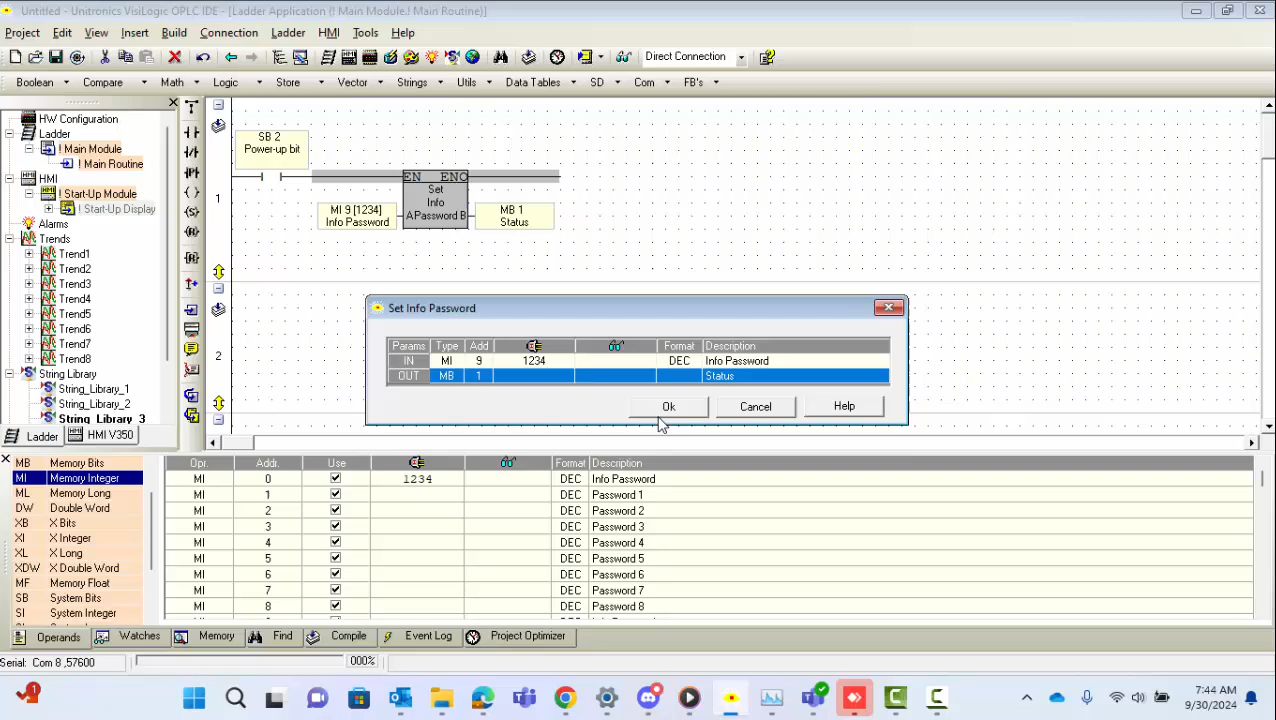 Untitled - Unitronics VisiLogic OPLC IDE - [Ladder Application (! Main Module.! Main Routine)]
Project Edit View Insert Build Connection Ladder HMI Tools Help
Direct Connection
Boolean Compare Math Logic Store Vector Strings Utils Data Tables SD Com FB's
HW Configuration
Ladder
! Main Module
! Main Routine
HMI
! Start-Up Module
! Start-Up Display
Alarms
Trends
Trend1
Trend2
Trend3
Trend4
Trend5
Trend6
Trend7
Trend8
String Library
String_Library_1
String_Library_2
String_Library_3
Ladder HMI V350
1
SB 2
Power-up bit
EN ENO
Set
Info
A Password B
MI 9 [1234]
Info Password
MB 1
Status
2
Set Info Password
Params Type Add Format Description
IN MI 9 1234 DEC Info Password
OUT MB 1 Status
Ok Cancel Help
MB Memory Bits
MI Memory Integer
ML Memory Long
DW Double Word
XB X Bits
XI X Integer
XL X Long
XDW X Double Word
MF Memory Float
SB System Bits
SI System Integer
Opr. Addr. Use Format Description
MI 0 1234 DEC Info Password
MI 1 DEC Password 1
MI 2 DEC Password 2
MI 3 DEC Password 3
MI 4 DEC Password 4
MI 5 DEC Password 5
MI 6 DEC Password 6
MI 7 DEC Password 7
MI 8 DEC Password 8
Operands Watches Memory Find Compile Event Log Project Optimizer
Serial: Com 8 ,57600 000%
1
7:44 AM
9/30/2024